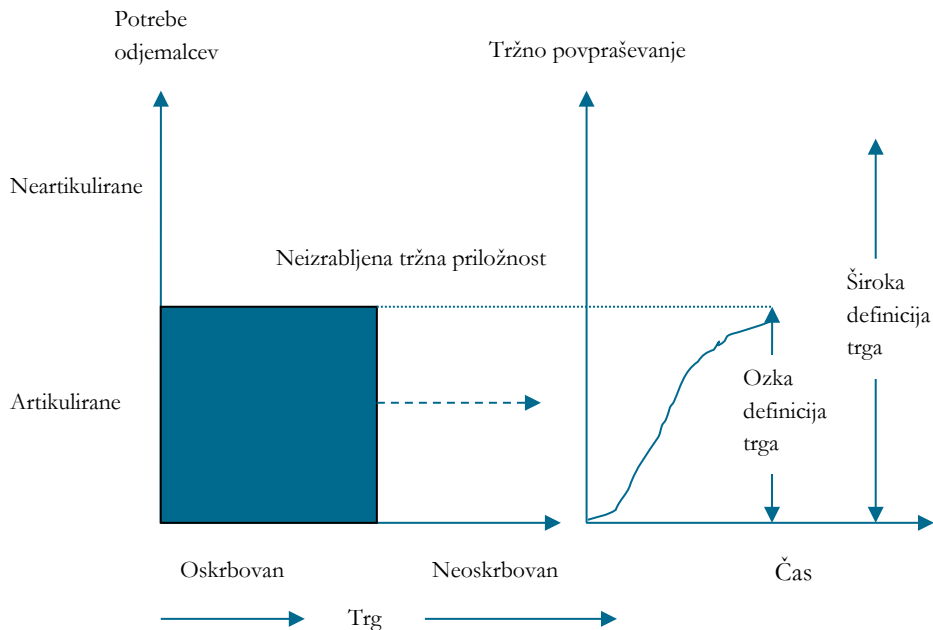 Potrebe
odjemalcev
Tržno povpraševanje
Neartikulirane
Neizrabljena tržna priložnost
Široka
definicija
trga
Ozka
definicija
trga
Artikulirane
Oskrbovan
Neoskrbovan
Čas
Trg